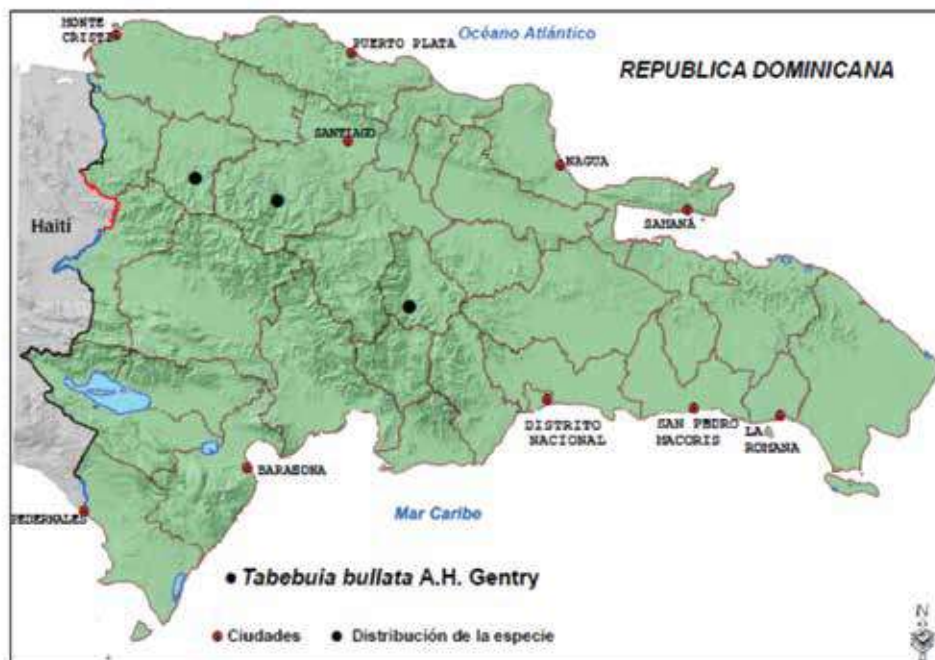 MONTE
CRISTI
PUERTO PLATA
Océano Atlántico
REPUBLICA DOMINICANA
SANTIAGO
NAGUA
SAMANÁ
Haití
DISTRITO
NACIONAL
SAN PEDRO
MACORIS
LA
ROMANA
BARAHONA
PEDERNALES
Mar Caribe
Tabebuia bullata A.H. Gentry
Ciudades
Distribución de la especie
N